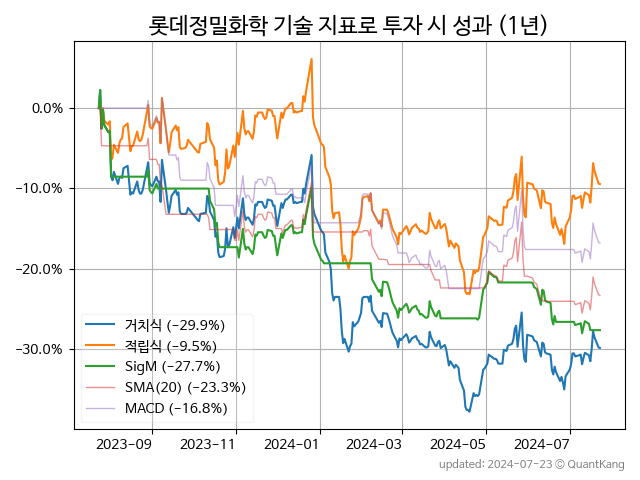 롯데정밀화학 기술 지표로 투자 시 성과 (1년)
0.0%
−10.0%
−20.0%
−30.0%
거치식 (−29.9%)
적립식 (−9.5%)
SigM (−27.7%)
SMA(20) (−23.3%)
MACD (−16.8%)
2023-09 2023-11 2024-01 2024-03 2024-05 2024-07
updated: 2024-07-23 © QuantKang